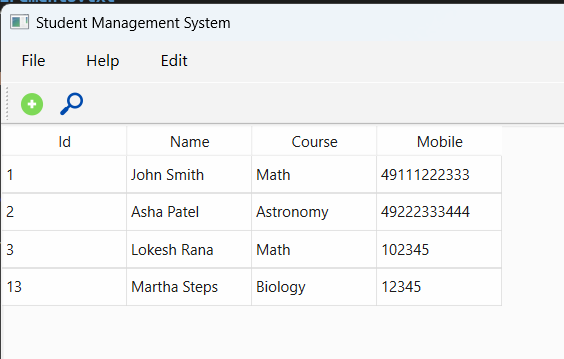 Student Management System
File Help Edit
Id Name Course Mobile
1 John Smith Math 49111222333
2 Asha Patel Astronomy 49222333444
3 Lokesh Rana Math 102345
13 Martha Steps Biology 12345